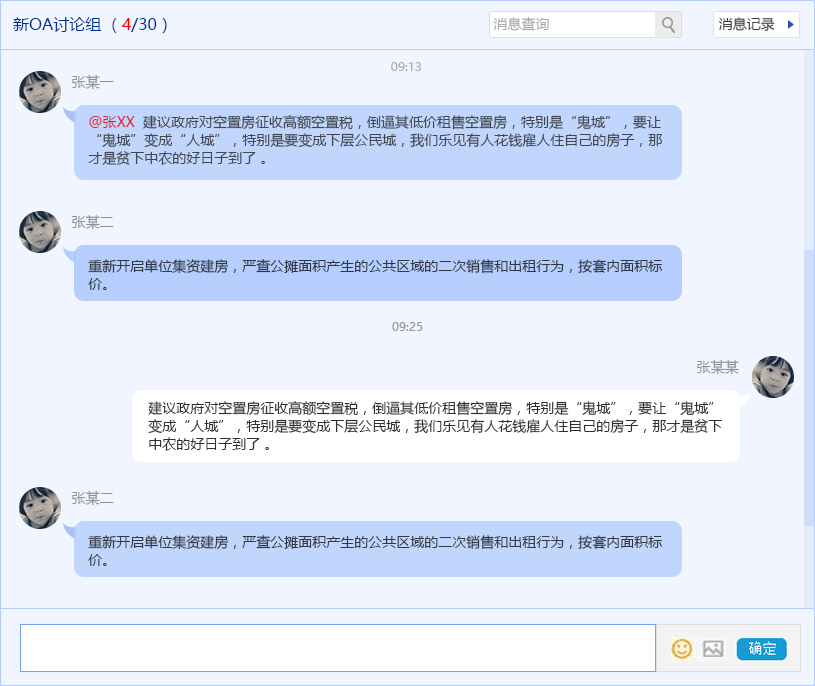 新OA讨论组 （ 4/30 ） 消息查询 消息记录
09:13
张某一
@张XX 建议政府对空置房征收高额空置税，倒逼其低价租售空置房，特别是“鬼城”，要让
“鬼城”变成“人城”，特别是要变成下层公民城，我们乐见有人花钱雇人住自己的房子，那
才是贫下中农的好日子到了 。
张某二
重新开启单位集资建房，严查公摊面积产生的公共区域的二次销售和出租行为，按套内面积标
价。
09:25
张某某
建议政府对空置房征收高额空置税，倒逼其低价租售空置房，特别是“鬼城”，要让“鬼城”
变成“人城”，特别是要变成下层公民城，我们乐见有人花钱雇人住自己的房子，那才是贫下
中农的好日子到了 。
张某二
重新开启单位集资建房，严查公摊面积产生的公共区域的二次销售和出租行为，按套内面积标
价。
确定